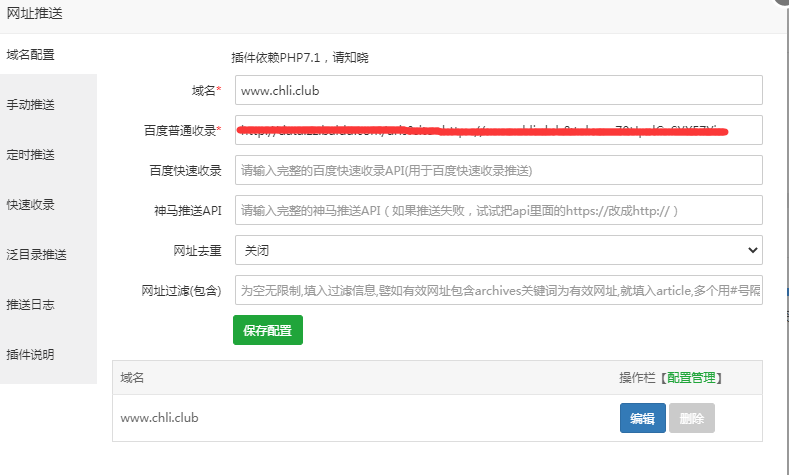 网址推送
域名配置
手动推送
定时推送
快速收录
泛目录推送
推送日志
插件说明
插件依赖PHP7.1，请知晓
域名*
www.chli.club
百度普通收录*
百度快速收录
请输入完整的百度快速收录API(用于百度快速收录推送)
神马推送API
请输入完整的神马推送API（如果推送失败，试试把api里面的https://改成http://）
网址去重
关闭
网址过滤(包含)
为空无限制,填入过滤信息,譬如有效网址包含archives关键词为有效网址,就填入article,多个用#号隔
保存配置
域名
操作栏【配置管理】
www.chli.club
编辑
删除